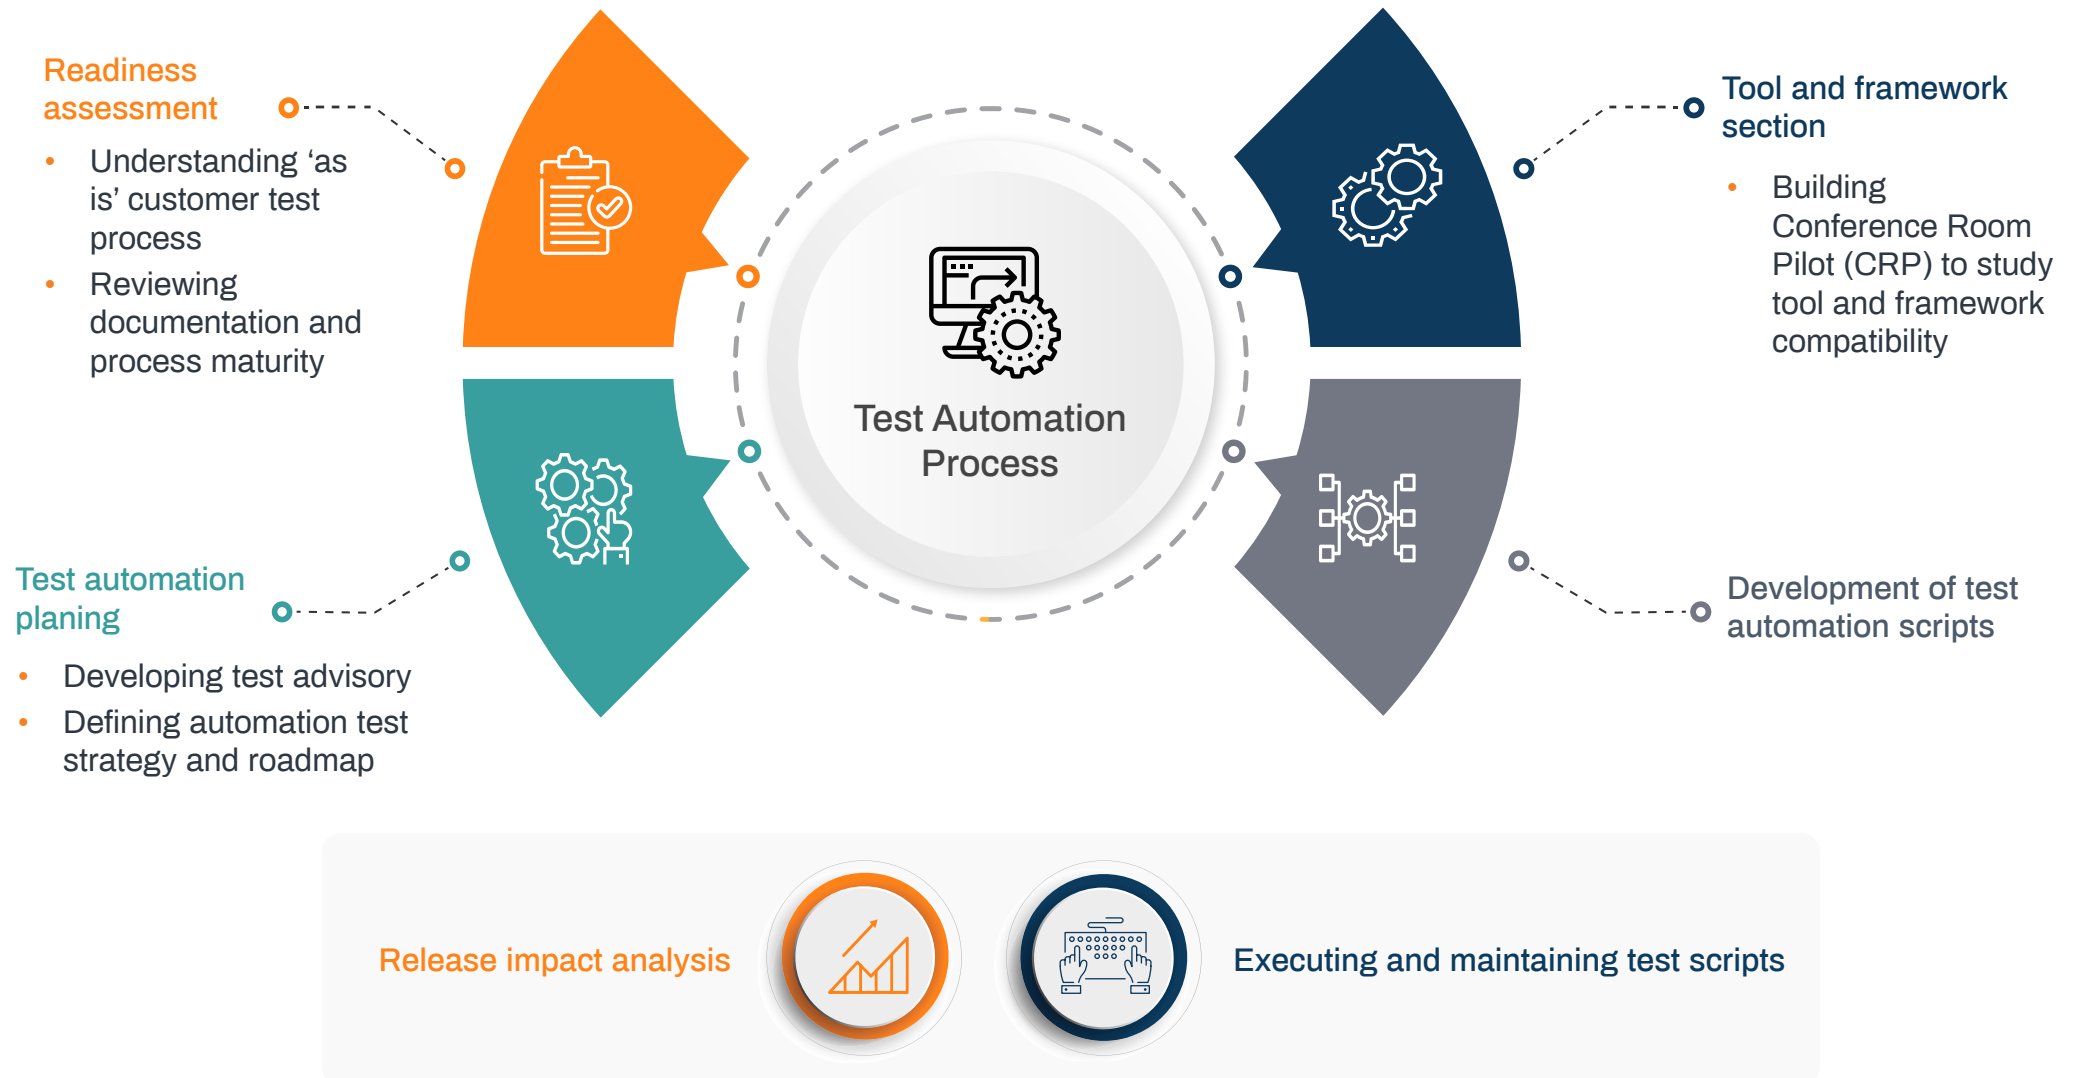 Readiness
assessment
• Understanding ‘as
is’ customer test
process
• Reviewing
documentation and
process maturity
Test automation
planing
• Developing test advisory
• Defining automation test
strategy and roadmap
Test Automation
Process
Tool and framework
section
• Building
Conference Room
Pilot (CRP) to study
tool and framework
compatibility
Development of test
automation scripts
Release impact analysis
Executing and maintaining test scripts